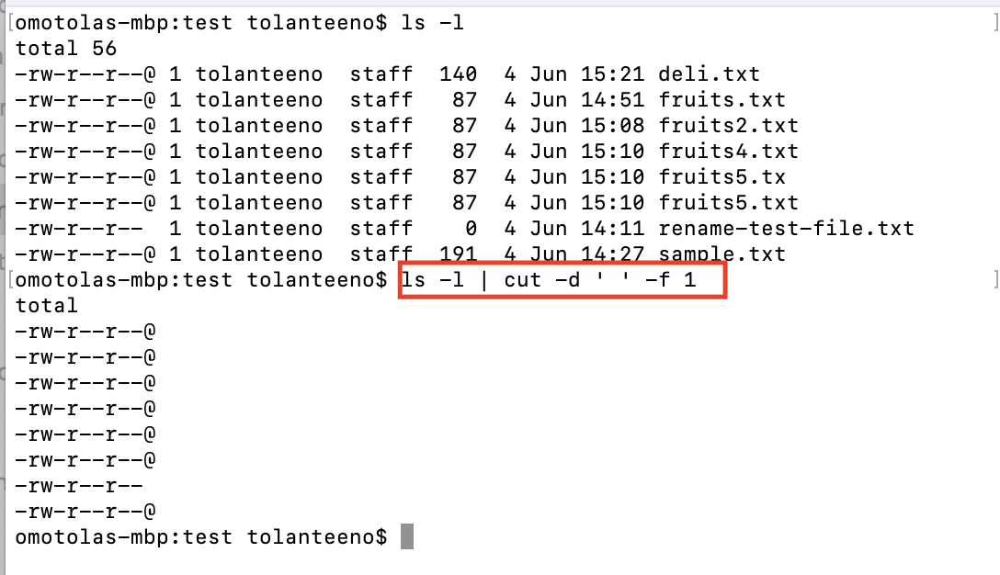 [omotolas-mbp:test tolanteeno$ ls -l ]
total 56
-rw-r--r--@ 1 tolanteeno  staff  140  4 Jun 15:21 deli.txt
-rw-r--r--@ 1 tolanteeno  staff   87  4 Jun 14:51 fruits.txt
-rw-r--r--@ 1 tolanteeno  staff   87  4 Jun 15:08 fruits2.txt
-rw-r--r--@ 1 tolanteeno  staff   87  4 Jun 15:10 fruits4.txt
-rw-r--r--@ 1 tolanteeno  staff   87  4 Jun 15:10 fruits5.tx
-rw-r--r--@ 1 tolanteeno  staff   87  4 Jun 15:10 fruits5.txt
-rw-r--r--  1 tolanteeno  staff    0  4 Jun 14:11 rename-test-file.txt
-rw-r--r--@ 1 tolanteeno  staff  191  4 Jun 14:27 sample.txt
[omotolas-mbp:test tolanteeno$ ls -l | cut -d ' ' -f 1 ]
total
-rw-r--r--@
-rw-r--r--@
-rw-r--r--@
-rw-r--r--@
-rw-r--r--@
-rw-r--r--@
-rw-r--r--
-rw-r--r--@
omotolas-mbp:test tolanteeno$